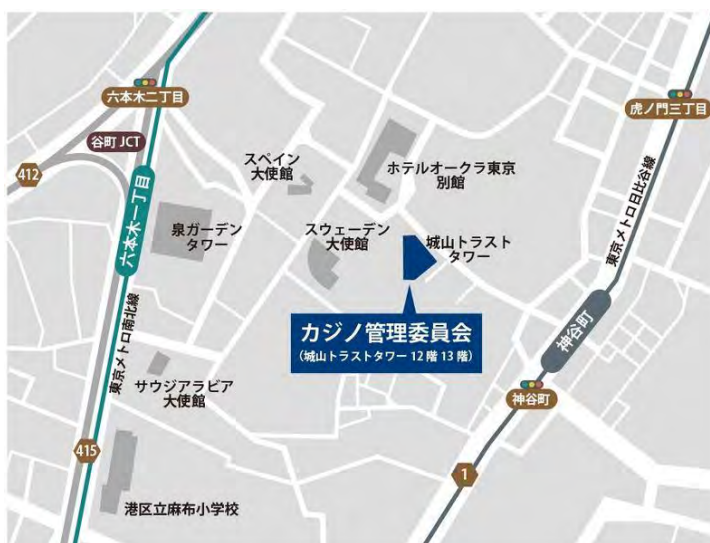 六本木二丁目
虎ノ門三丁目
谷町 JCT
412
スペイン
大使館
ホテルオークラ東京
別館
六本木一丁目
泉ガーデン
タワー
スウェーデン
大使館
城山トラスト
タワー
東京メトロ日比谷線
カジノ管理委員会
(城山トラストタワー 12 階 13 階)
神谷町
東京メトロ南北線
サウジアラビア
大使館
神谷町
415
1
港区立麻布小学校